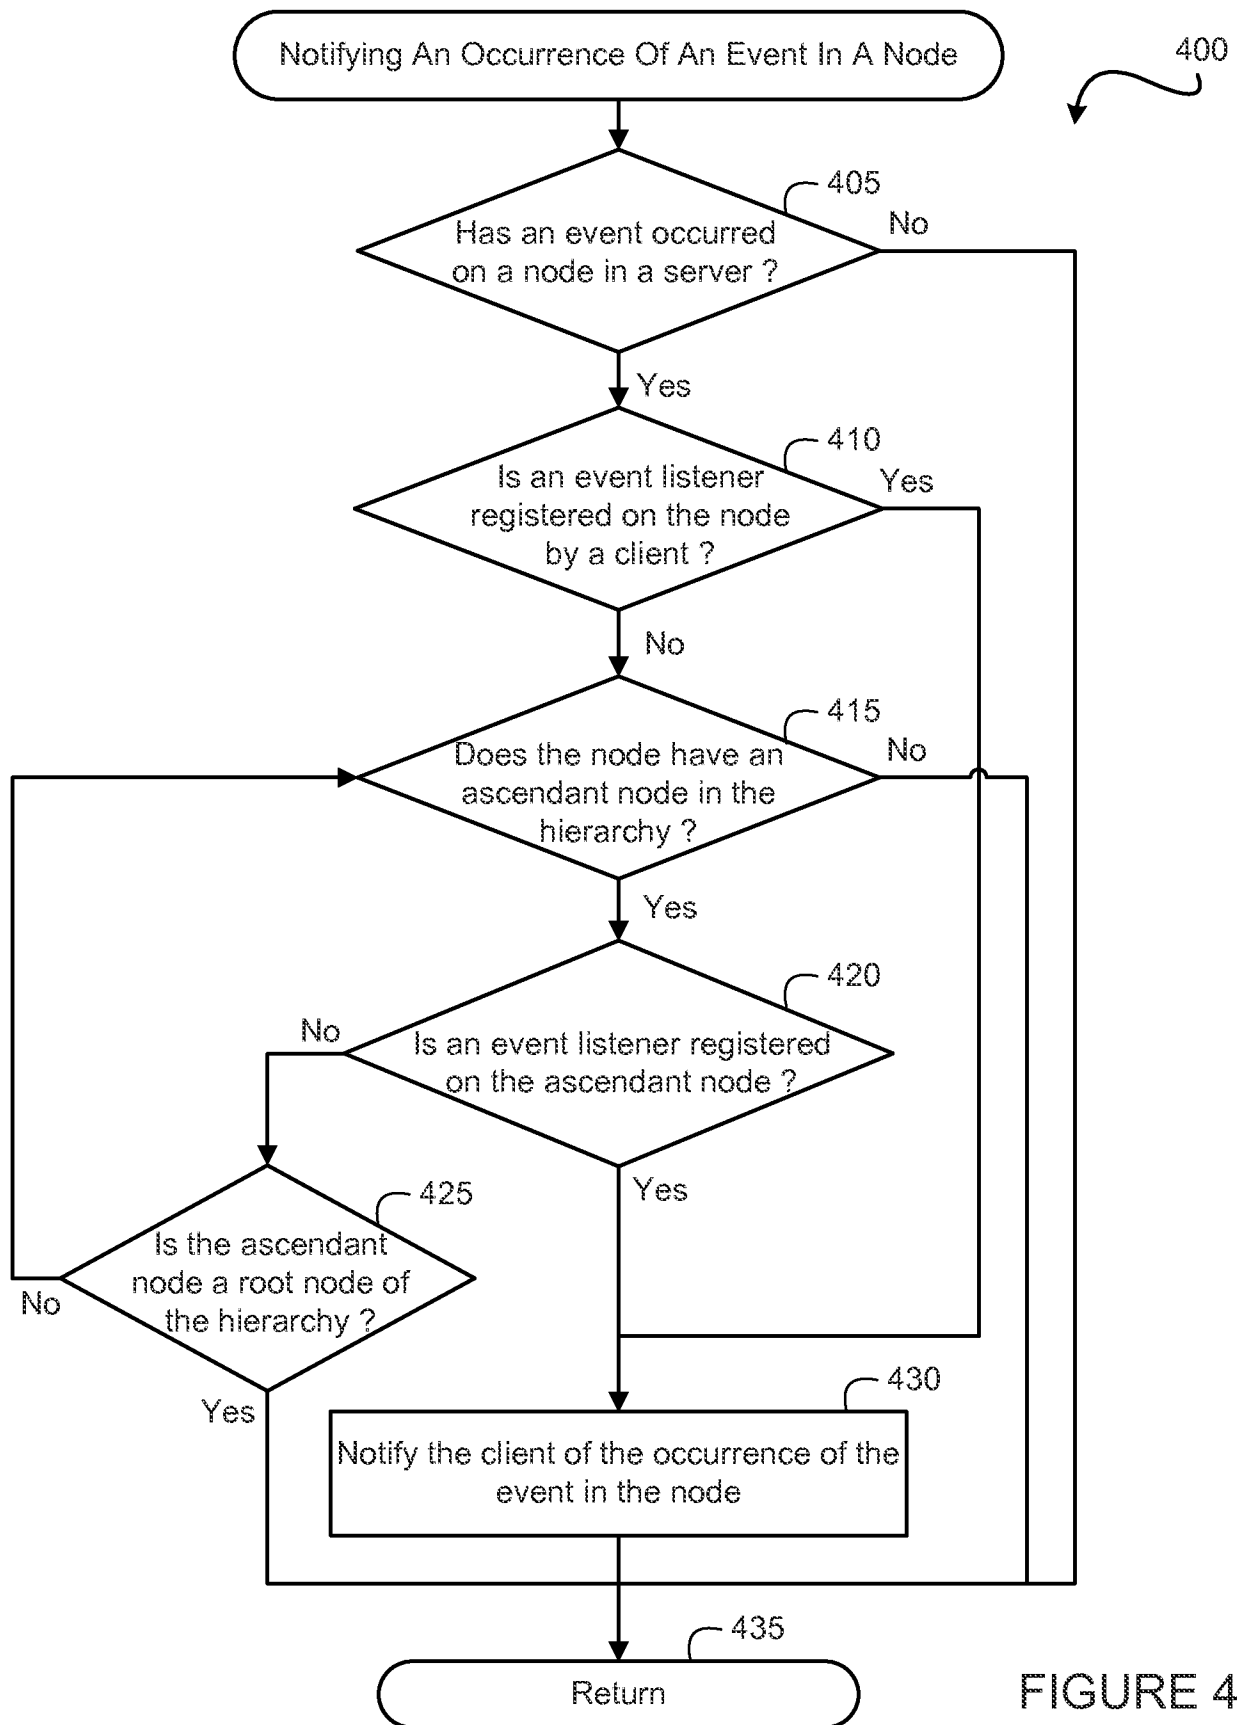 Notifying An Occurrence Of An Event In A Node
400
405
Has an event occurred
on a node in a server ?
No
Yes
410
Is an event listener
registered on the node
by a client ?
Yes
No
415
Does the node have an
ascendant node in the
hierarchy ?
No
Yes
420
Is an event listener registered
on the ascendant node ?
No
Yes
425
Is the ascendant
node a root node of
the hierarchy ?
No
Yes
430
Notify the client of the occurrence of the
event in the node
435
Return
FIGURE 4